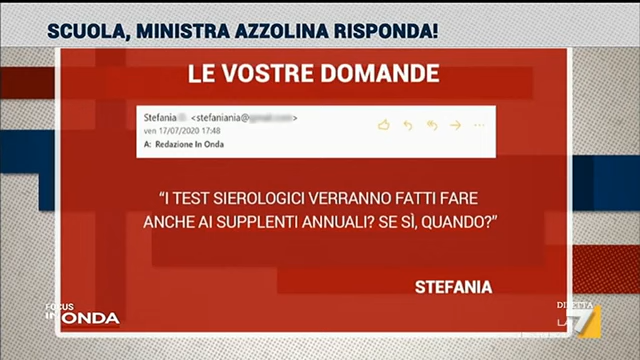 SCUOLA, MINISTRA AZZOLINA RISPONDA!
LE VOSTRE DOMANDE
Stefania <stefaniania@
ven 17/07/2020 17:48
A: Redazione In Onda
“I TEST SIEROLOGICI VERRANNO FATTI FARE
ANCHE AI SUPPLENTI ANNUALI? SE SÌ, QUANDO?”
STEFANIA
FOCUS
IN ONDA
DIRETTA
LA7